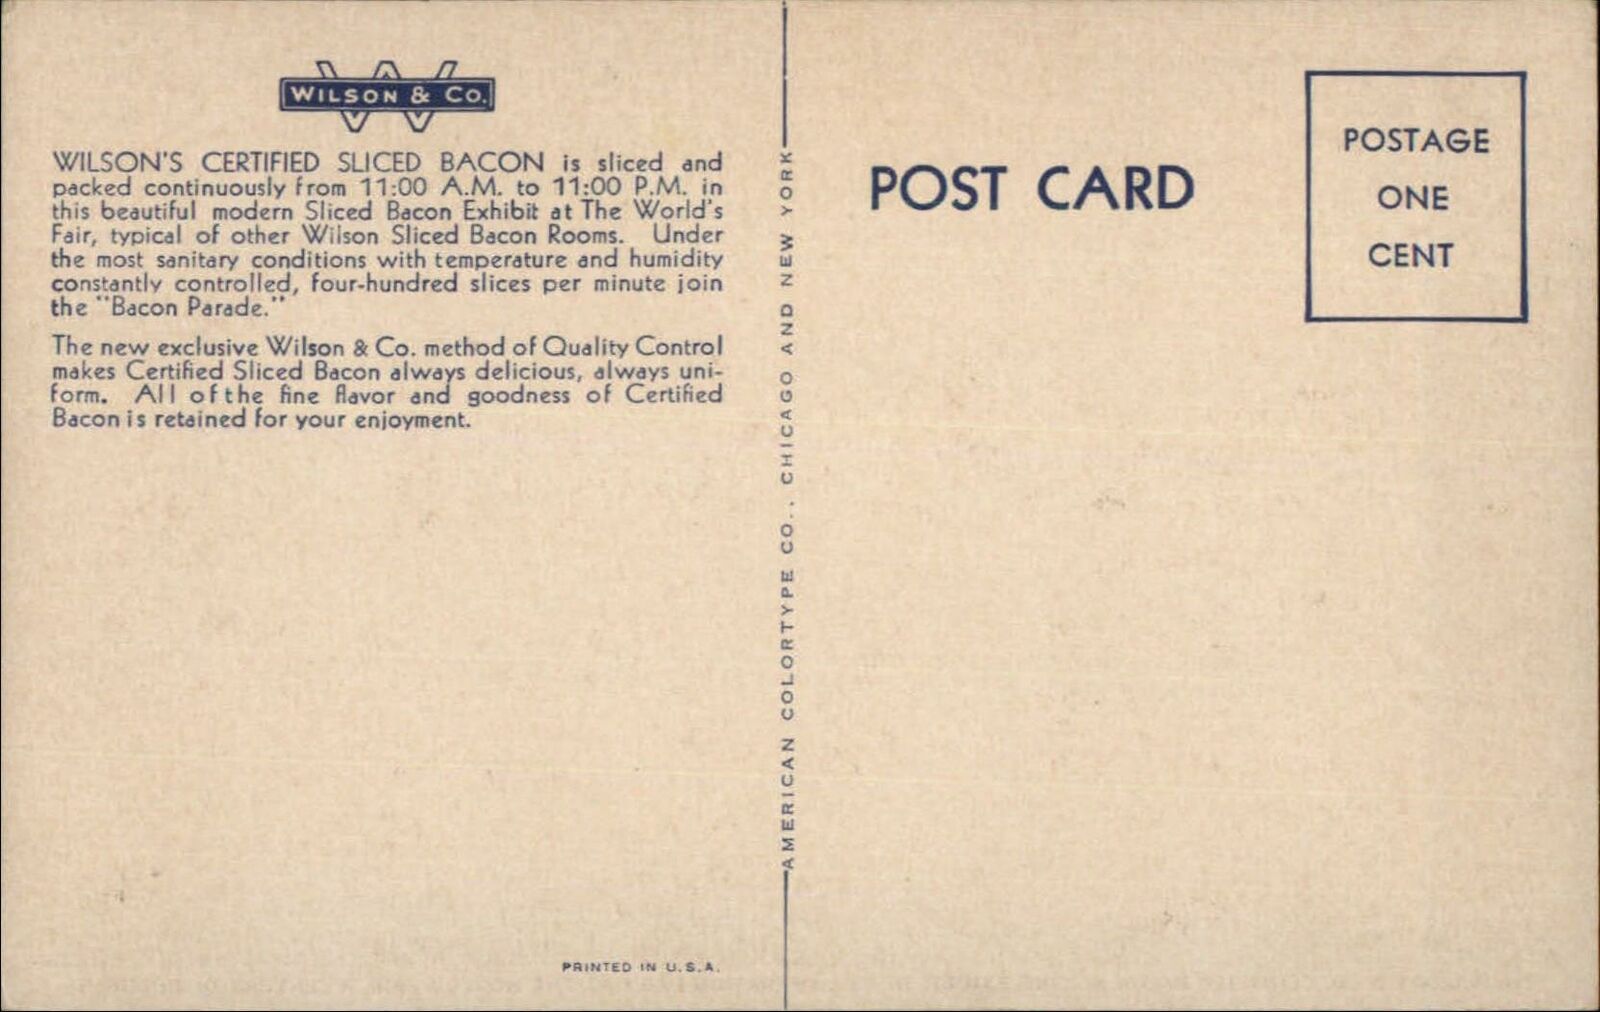 WILSON & CO.
WILSON'S CERTIFIED SLICED BACON is sliced and
packed continuously from 11:00 A.M. to 11:00 P.M. in
this beautiful modern Sliced Bacon Exhibit at The World's
Fair, typical of other Wilson Sliced Bacon Rooms. Under
the most sanitary conditions with temperature and humidity
constantly controlled, four-hundred slices per minute join
the "Bacon Parade."
The new exclusive Wilson & Co. method of Quality Control
makes Certified Sliced Bacon always delicious, always uni-
form. All of the fine flavor and goodness of Certified
Bacon is retained for your enjoyment.
PRINTED IN U.S.A.
AMERICAN COLORTYPE CO., CHICAGO AND NEW YORK
POST CARD
POSTAGE
ONE
CENT